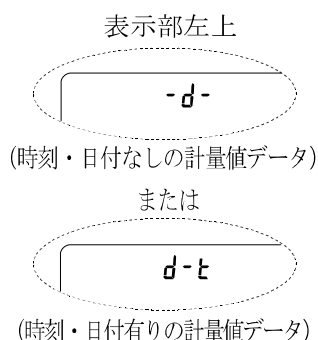 表示部左上
-d-
(時刻・日付なしの計量値データ)
または
d-t
(時刻・日付有りの計量値データ)